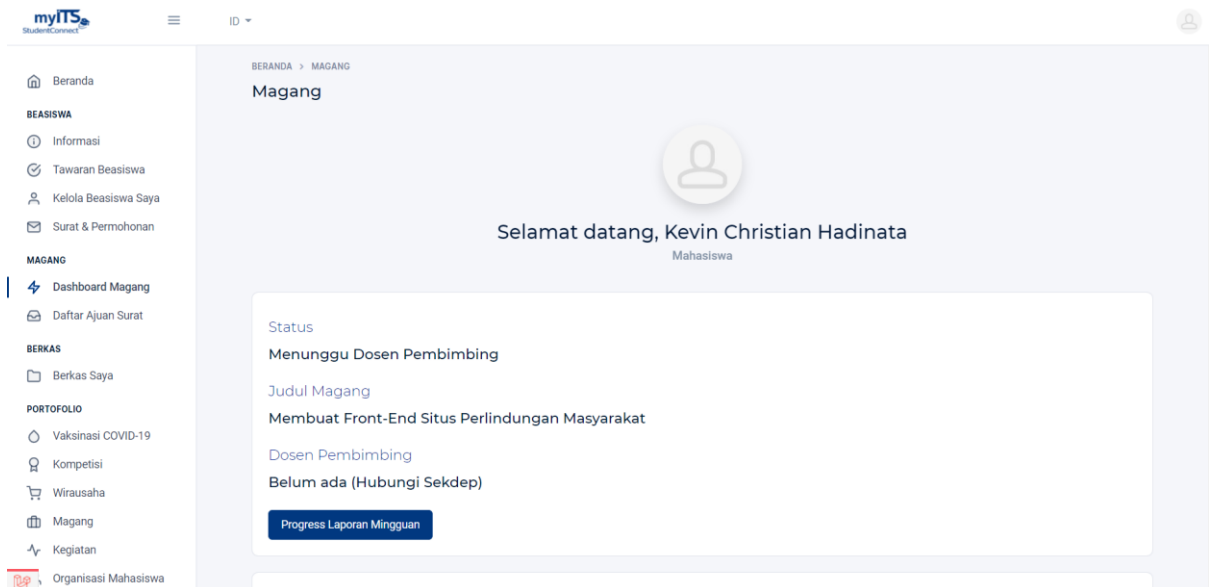 myITS
StudentConnect
ID
Beranda
BEASISWA
Informasi
Tawaran Beasiswa
Kelola Beasiswa Saya
Surat & Permohonan
MAGANG
Dashboard Magang
Daftar Ajuan Surat
BERKAS
Berkas Saya
PORTOFOLIO
Vaksinasi COVID-19
Kompetisi
Wirausaha
Magang
Kegiatan
Organisasi Mahasiswa
BERANDA > MAGANG
Magang
Selamat datang, Kevin Christian Hadinata
Mahasiswa
Status
Menunggu Dosen Pembimbing
Judul Magang
Membuat Front-End Situs Perlindungan Masyarakat
Dosen Pembimbing
Belum ada (Hubungi Sekdep)
Progress Laporan Mingguan